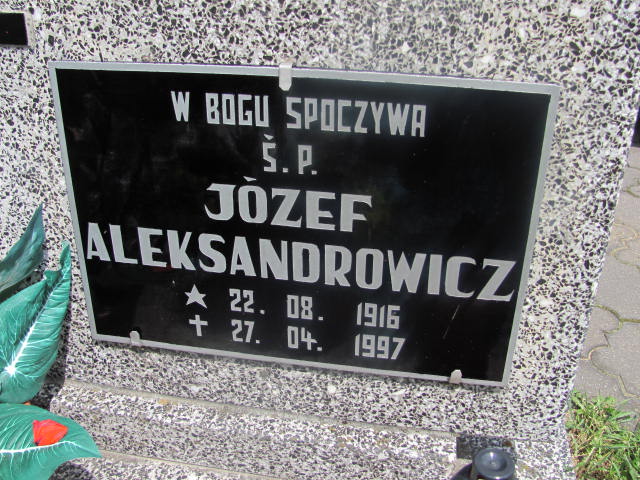 W BOGU SPOCZYWA
Š.P.
JÓZEF
ALEKSANDROWICZ
22. 08. 1916
27. 04. 1997